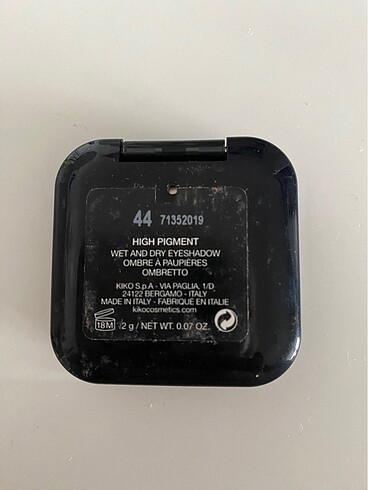 44 71352019
HIGH PIGMENT
WET AND DRY EYESHADOW
OMBRE À PAUPIÈRES
OMBRETTO
KIKO S.p.A - VIA PAGLIA, 1/D
24122 BERGAMO - ITALY
MADE IN ITALY - FABRIQUÉ EN ITALIE
kikocosmetics.com
18M 2 g / NET WT. 0.07 OZ.